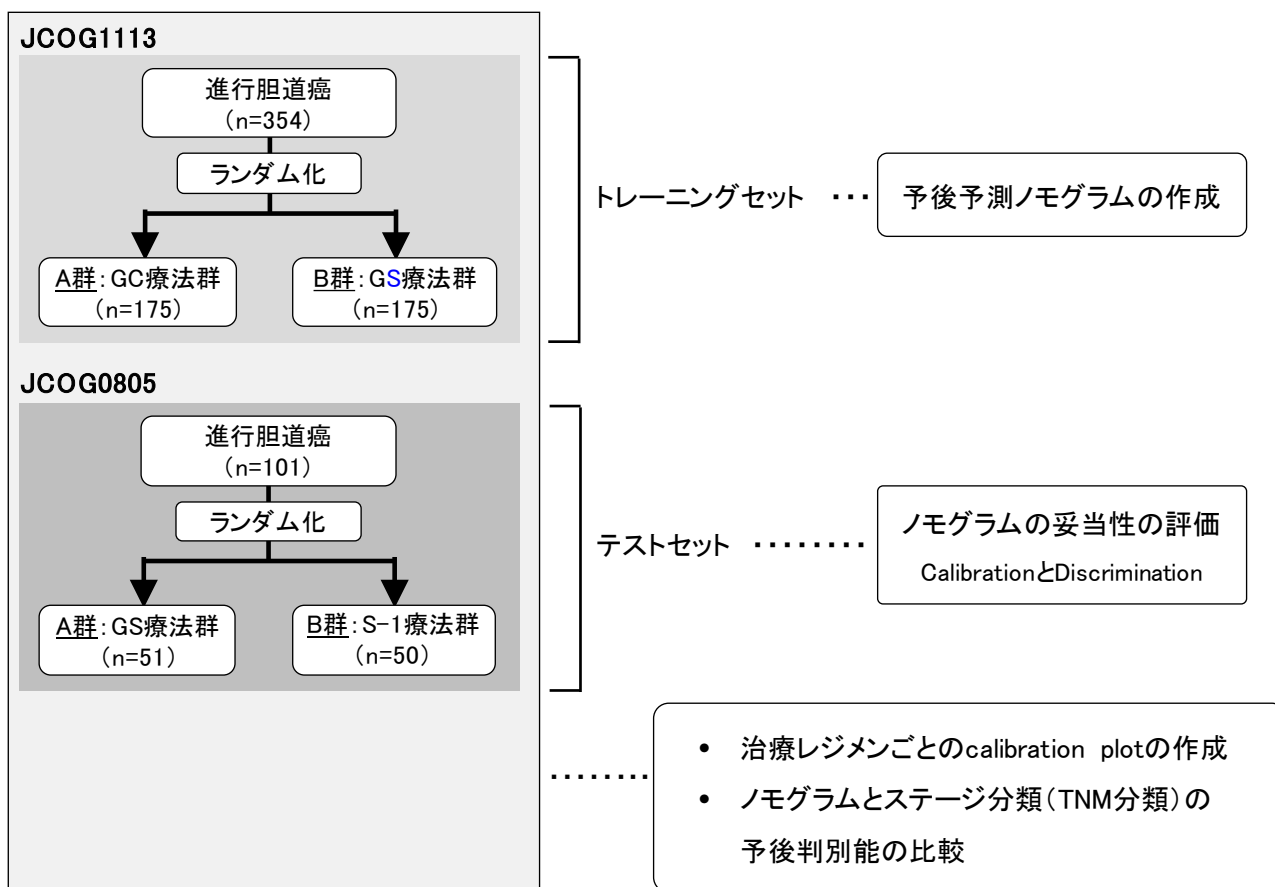 JCOG1113
進行胆道癌
（n=354）
ランダム化
A群：GC療法群
（n=175）
B群：GS療法群
（n=175）
トレーニングセット ・・・
予後予測ノモグラムの作成
JCOG0805
進行胆道癌
（n=101）
ランダム化
A群：GS療法群
（n=51）
B群：S-1療法群
（n=50）
テストセット ・・・・・・・・
ノモグラムの妥当性の評価
CalibrationとDiscrimination
・・・・・・・・
• 治療レジメンごとのcalibration plotの作成
• ノモグラムとステージ分類（TNM分類）の
予後判別能の比較